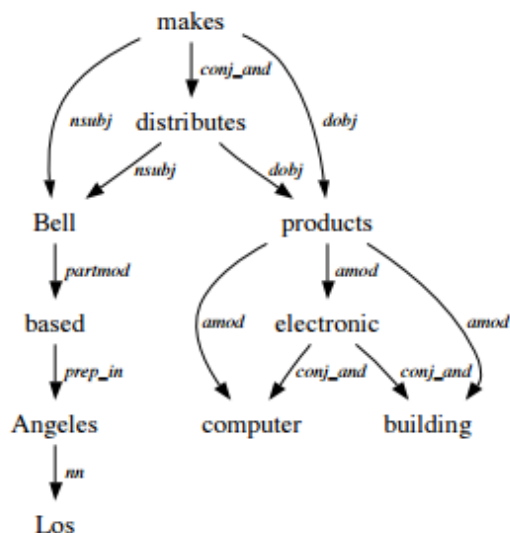 makes
conj_and
nsubj distributes dobj
nsubj dobj
Bell products
partmod amod
based amod electronic amod
prep_in conj_and conj_and
Angeles computer building
nn
Los